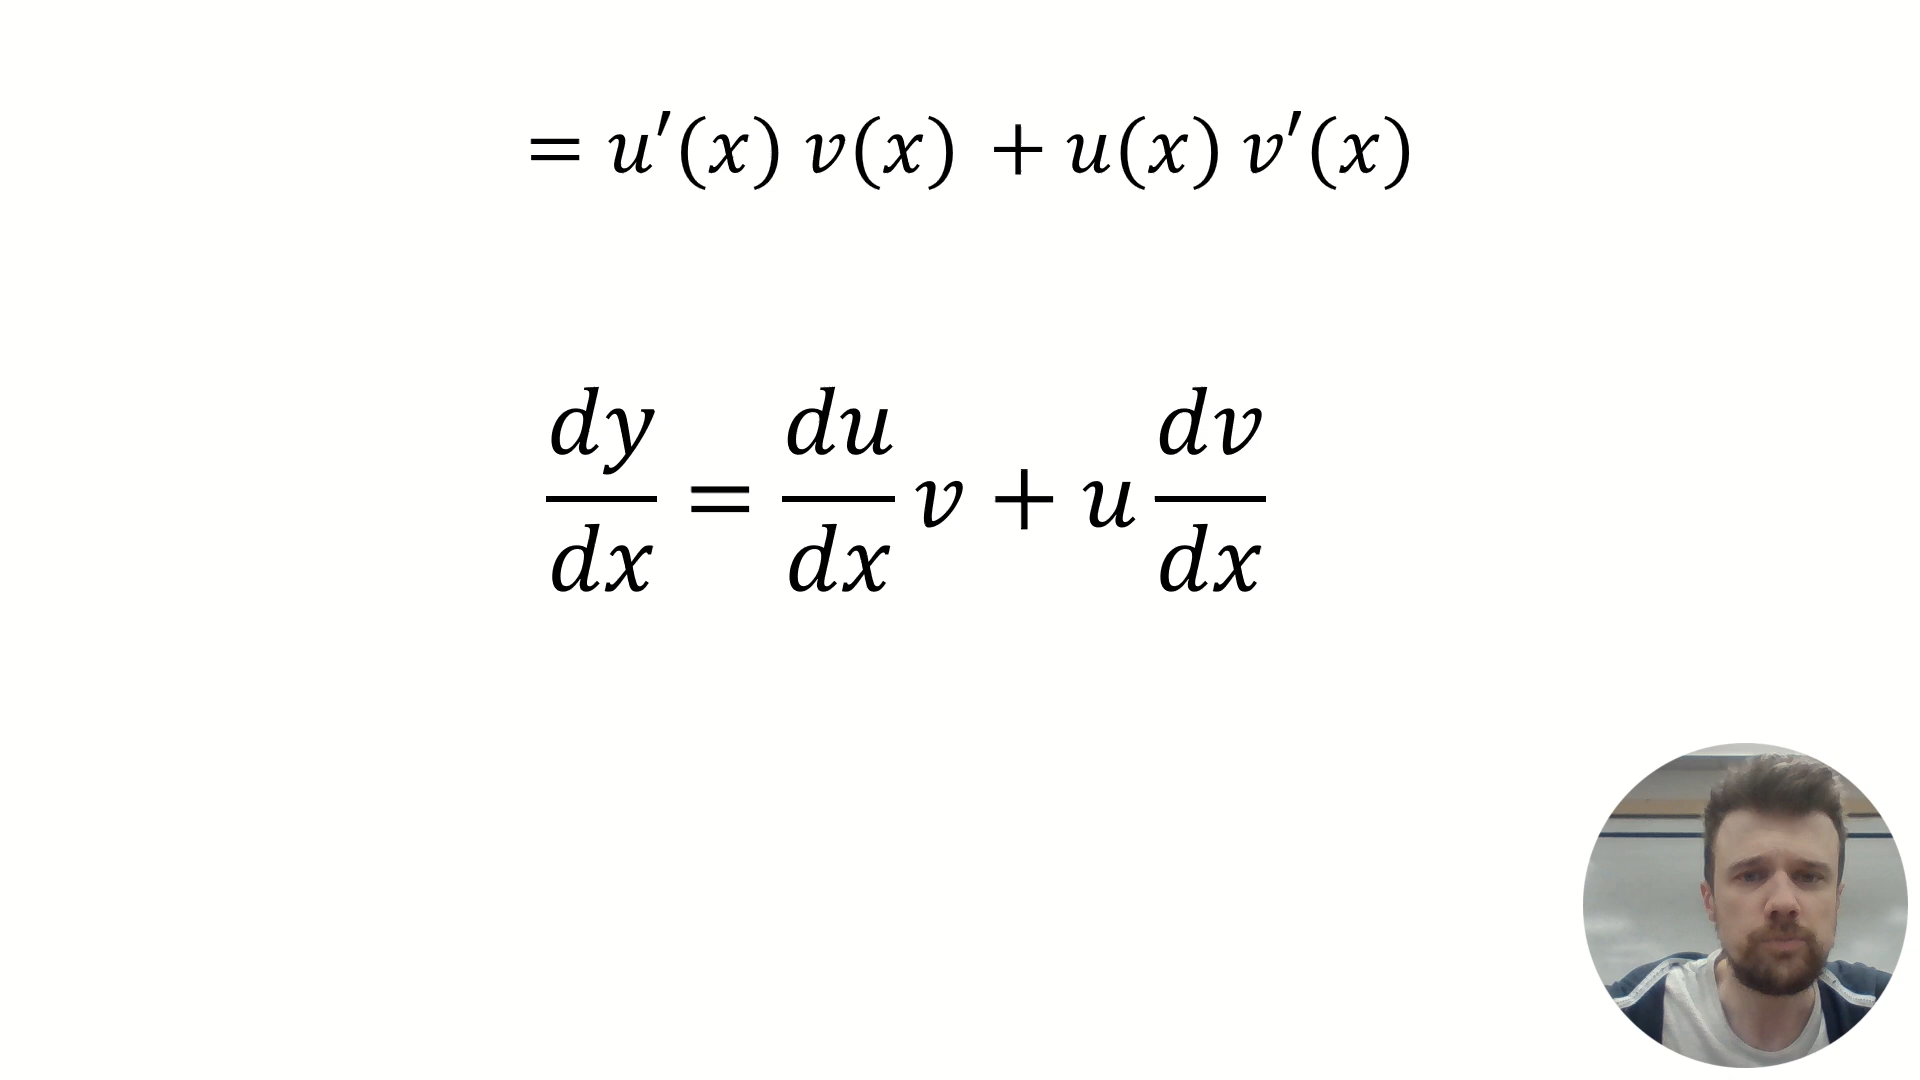 = u′(x) v(x) + u(x) v′(x)
dy/dx = du/dx v + u dv/dx